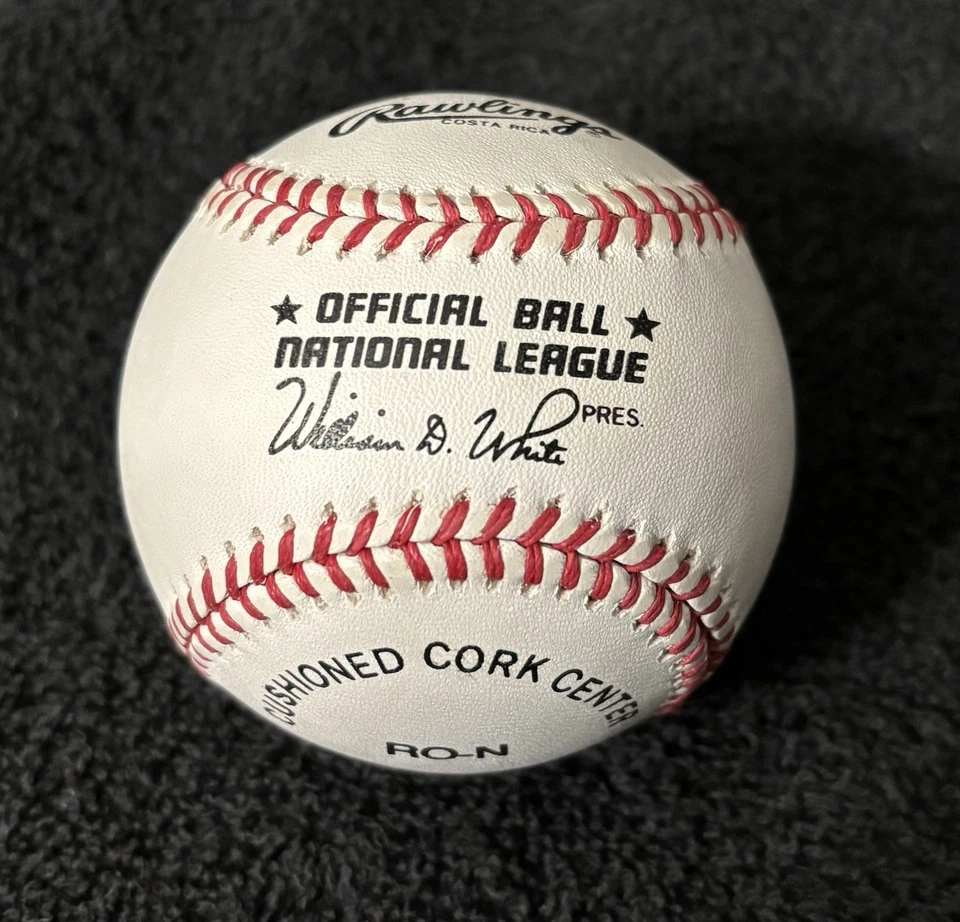 Rawlings
COSTA RICA
★ OFFICIAL BALL ★
NATIONAL LEAGUE
William D. White PRES.
CUSHIONED CORK CENTER
RO-N